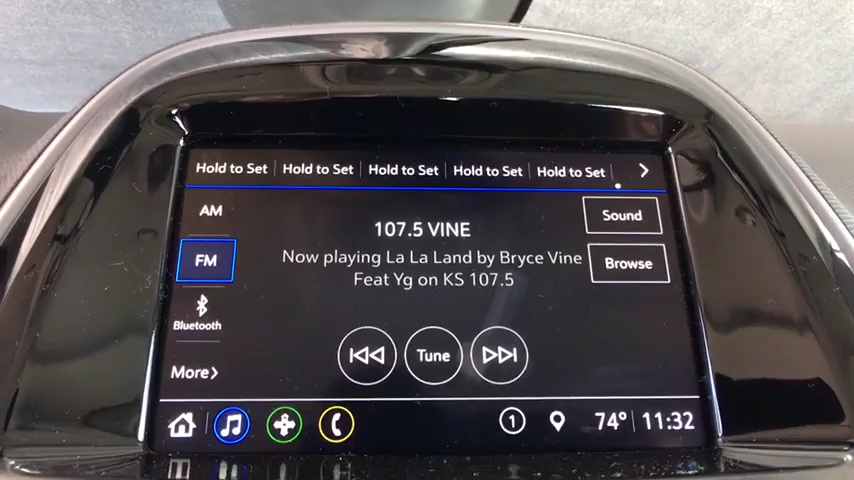 Hold to Set Hold to Set Hold to Set Hold to Set Hold to Set
AM
107.5 VINE
Sound
FM
Now playing La La Land by Bryce Vine
Feat Yg on KS 107.5
Browse
Bluetooth
Tune
More
1 74° 11:32